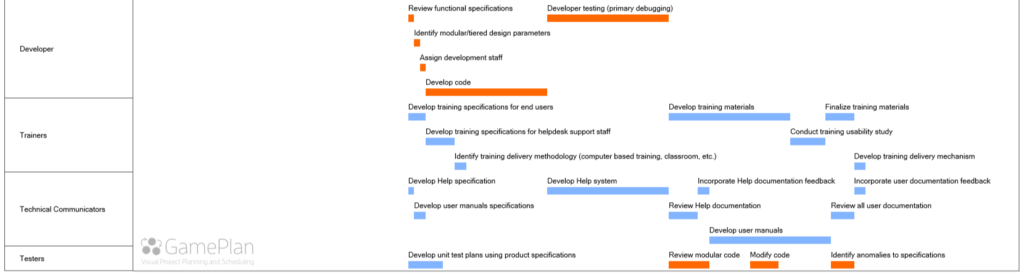 Review functional specifications Developer testing (primary debugging)
Identify modular/tiered design parameters
Developer
Assign development staff
Develop code
Develop training specifications for end users Develop training materials Finalize training materials
Trainers
Develop training specifications for helpdesk support staff Conduct training usability study
Identify training delivery methodology (computer based training, classroom, etc.) Develop training delivery mechanism
Develop Help specification Develop Help system Incorporate Help documentation feedback Incorporate user documentation feedback
Technical Communicators
Develop user manuals specifications Review Help documentation Review all user documentation
Develop user manuals
GamePlan
Visual Project Planning and Scheduling
Testers
Develop unit test plans using product specifications Review modular code Modify code Identify anomalies to specifications